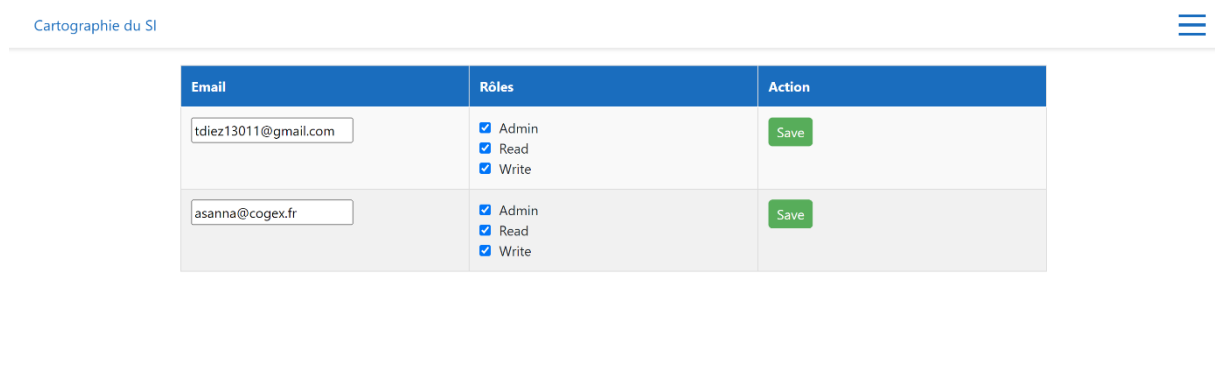 Cartographie du SI
Email Rôles Action
tdiez13011@gmail.com Admin Save
Read
Write
asanna@cogex.fr Admin Save
Read
Write